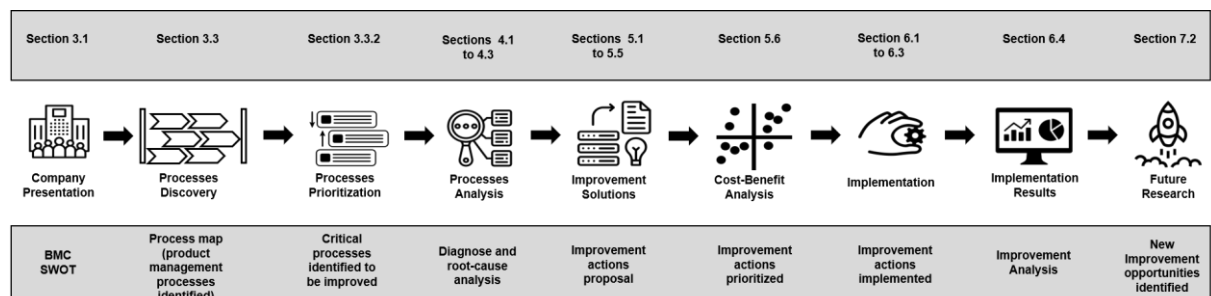 Section 3.1
Section 3.3
Section 3.3.2
Sections 4.1
to 4.3
Sections 5.1
to 5.5
Section 5.6
Section 6.1
to 6.3
Section 6.4
Section 7.2
Company
Presentation
Processes
Discovery
Processes
Prioritization
Processes
Analysis
Improvement
Solutions
Cost-Benefit
Analysis
Implementation
Implementation
Results
Future
Research
BMC
SWOT
Process map
(product
management
processes
identified)
Critical
processes
identified to
be improved
Diagnose and
root-cause
analysis
Improvement
actions
proposal
Improvement
actions
prioritized
Improvement
actions
implemented
Improvement
Analysis
New
Improvement
opportunities
identified